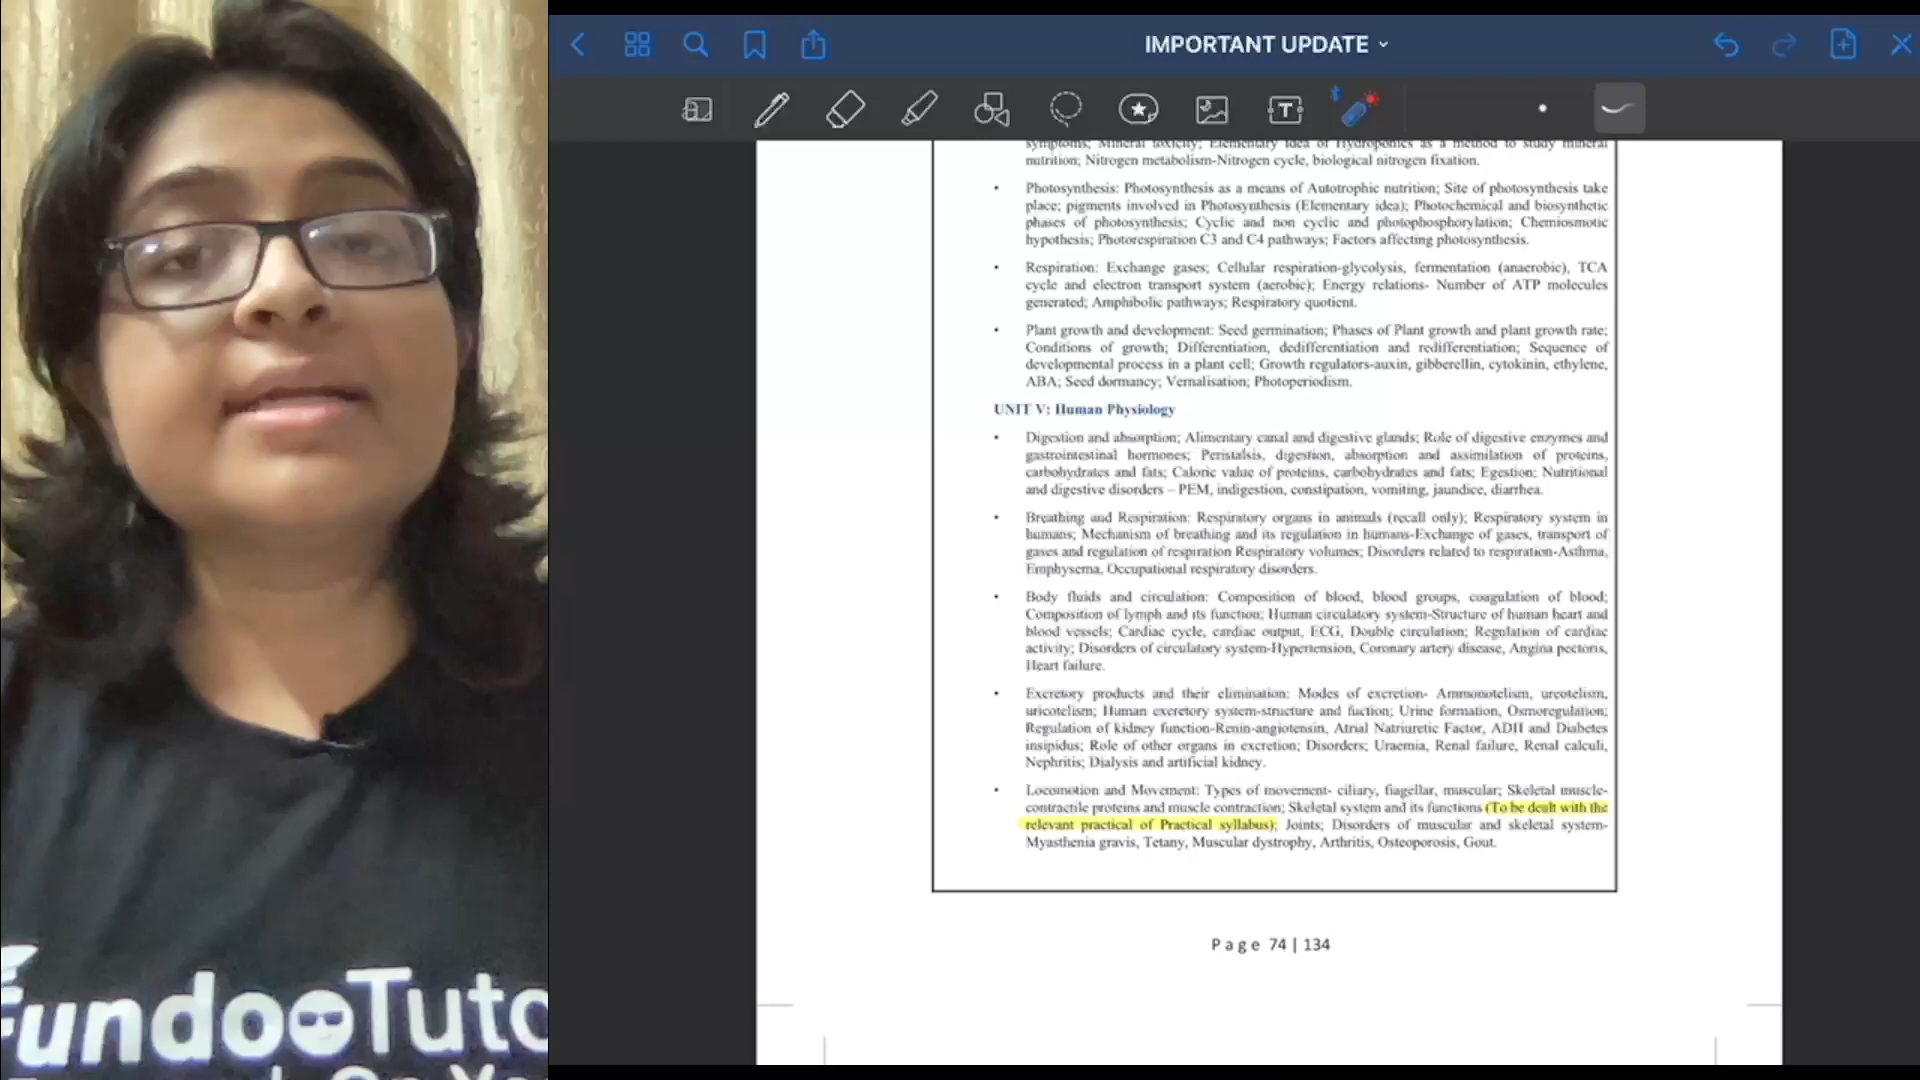 IMPORTANT UPDATE
symptoms; Mineral toxicity; Elementary idea of Hydroponics as a method to study mineral
nutrition; Nitrogen metabolism-Nitrogen cycle, biological nitrogen fixation.
• Photosynthesis: Photosynthesis as a means of Autotrophic nutrition; Site of photosynthesis take
place; pigments involved in Photosynthesis (Elementary idea); Photochemical and biosynthetic
phases of photosynthesis; Cyclic and non cyclic and photophosphorylation; Chemiosmotic
hypothesis; Photorespiration C3 and C4 pathways; Factors affecting photosynthesis.
• Respiration: Exchange gases; Cellular respiration-glycolysis, fermentation (anaerobic), TCA
cycle and electron transport system (aerobic); Energy relations- Number of ATP molecules
generated; Amphibolic pathways; Respiratory quotient.
• Plant growth and development: Seed germination; Phases of Plant growth and plant growth rate;
Conditions of growth; Differentiation, dedifferentiation and redifferentiation; Sequence of
developmental process in a plant cell; Growth regulators-auxin, gibberellin, cytokinin, ethylene,
ABA; Seed dormancy; Vernalisation; Photoperiodism.
UNIT V: Human Physiology
• Digestion and absorption; Alimentary canal and digestive glands; Role of digestive enzymes and
gastrointestinal hormones; Peristalsis, digestion, absorption and assimilation of proteins,
carbohydrates and fats; Caloric value of proteins, carbohydrates and fats; Egestion; Nutritional
and digestive disorders – PEM, indigestion, constipation, vomiting, jaundice, diarrhea.
• Breathing and Respiration: Respiratory organs in animals (recall only); Respiratory system in
humans; Mechanism of breathing and its regulation in humans-Exchange of gases, transport of
gases and regulation of respiration Respiratory volumes; Disorders related to respiration-Asthma,
Emphysema, Occupational respiratory disorders.
• Body fluids and circulation: Composition of blood, blood groups, coagulation of blood;
Composition of lymph and its function; Human circulatory system-Structure of human heart and
blood vessels; Cardiac cycle, cardiac output, ECG, Double circulation; Regulation of cardiac
activity; Disorders of circulatory system-Hypertension, Coronary artery disease, Angina pectoris,
Heart failure.
• Excretory products and their elimination: Modes of excretion- Ammonotelism, ureotelism,
uricotelism; Human excretory system-structure and fuction; Urine formation, Osmoregulation;
Regulation of kidney function-Renin-angiotensin, Atrial Natriuretic Factor, ADH and Diabetes
insipidus; Role of other organs in excretion; Disorders; Uraemia, Renal failure, Renal calculi,
Nephritis; Dialysis and artificial kidney.
• Locomotion and Movement: Types of movement- ciliary, fiagellar, muscular; Skeletal muscle-
contractile proteins and muscle contraction; Skeletal system and its functions (To be dealt with the
relevant practical of Practical syllabus); Joints; Disorders of muscular and skeletal system-
Myasthenia gravis, Tetany, Muscular dystrophy, Arthritis, Osteoporosis, Gout.
Page 74 | 134
FundooTuto